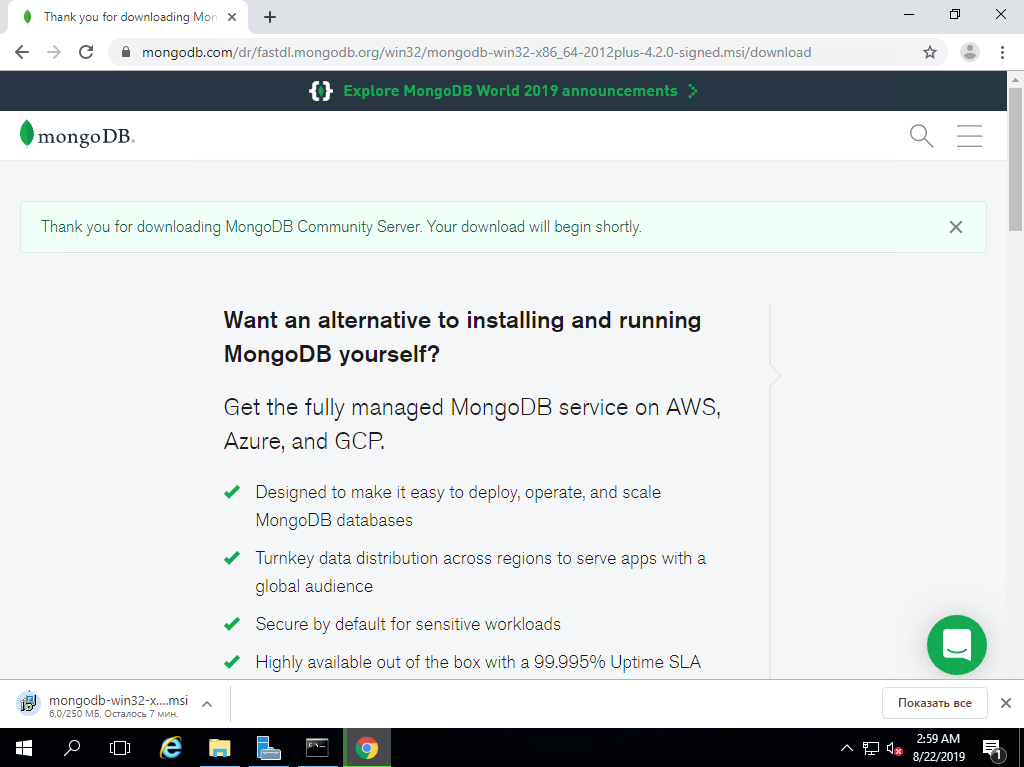 Thank you for downloading Mon
mongodb.com/dr/fastdl.mongodb.org/win32/mongodb-win32-x86_64-2012plus-4.2.0-signed.msi/download
Explore MongoDB World 2019 announcements
mongoDB.
Thank you for downloading MongoDB Community Server. Your download will begin shortly.
Want an alternative to installing and running
MongoDB yourself?
Get the fully managed MongoDB service on AWS,
Azure, and GCP.
Designed to make it easy to deploy, operate, and scale
MongoDB databases
Turnkey data distribution across regions to serve apps with a
global audience
Secure by default for sensitive workloads
Highly available out of the box with a 99.995% Uptime SLA
mongodb-win32-x....msi
6,0/250 МБ, Осталось 7 мин.
Показать все
2:59 AM
8/22/2019
1